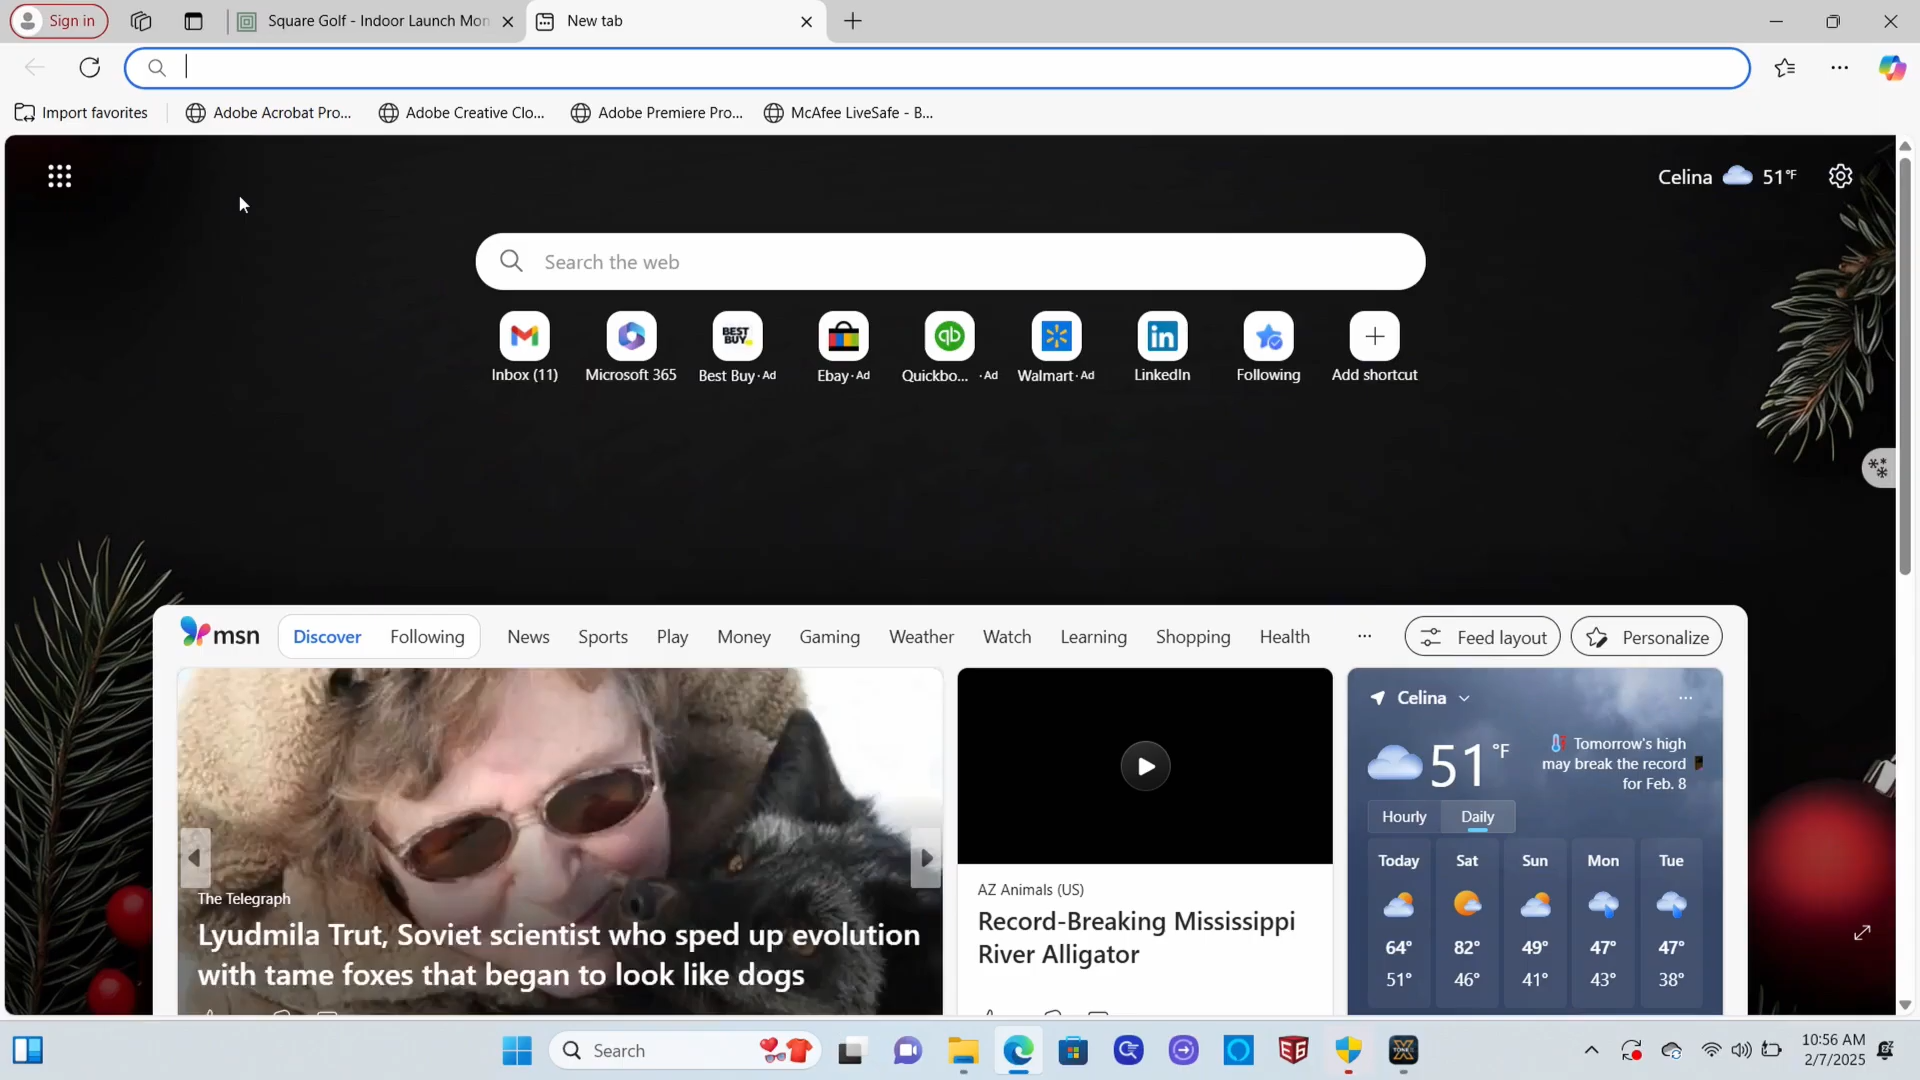 Sign in
Square Golf - Indoor Launch Mon
New tab
Import favorites
Adobe Acrobat Pro...
Adobe Creative Clo...
Adobe Premiere Pro...
McAfee LiveSafe - B...
Celina 51°F
Search the web
Inbox (11)
Microsoft 365
BEST BUY
Best Buy · Ad
Ebay · Ad
qb
Quickbo... · Ad
Walmart · Ad
in
LinkedIn
Following
Add shortcut
msn
Discover
Following
News
Sports
Play
Money
Gaming
Weather
Watch
Learning
Shopping
Health
...
Feed layout
Personalize
The Telegraph
Lyudmila Trut, Soviet scientist who sped up evolution
with tame foxes that began to look like dogs
AZ Animals (US)
Record-Breaking Mississippi
River Alligator
Celina
51 °F
Tomorrow's high
may break the record
for Feb. 8
Hourly
Daily
Today Sat Sun Mon Tue
64° 82° 49° 47° 47°
51° 46° 41° 43° 38°
Search
10:56 AM
2/7/2025